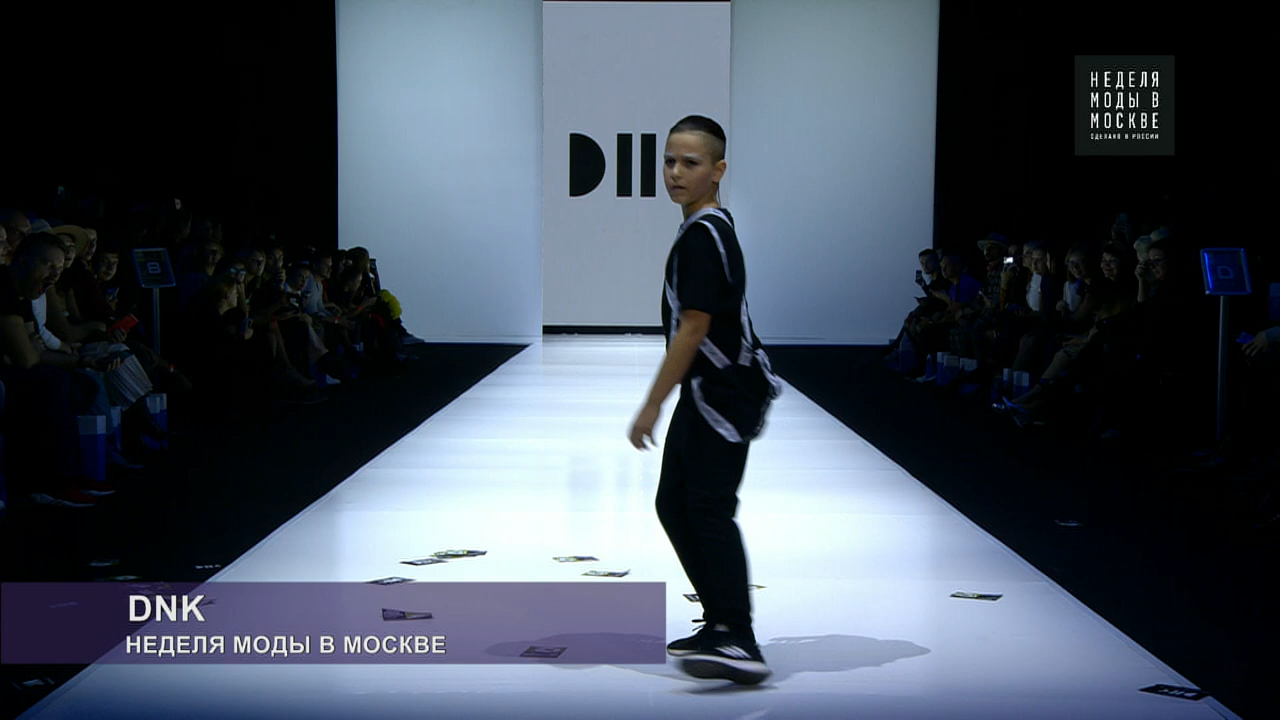 НЕДЕЛЯ
МОДЫ В
МОСКВЕ
СДЕЛАНО В РОССИИ
B
D
DNK
НЕДЕЛЯ МОДЫ В МОСКВЕ